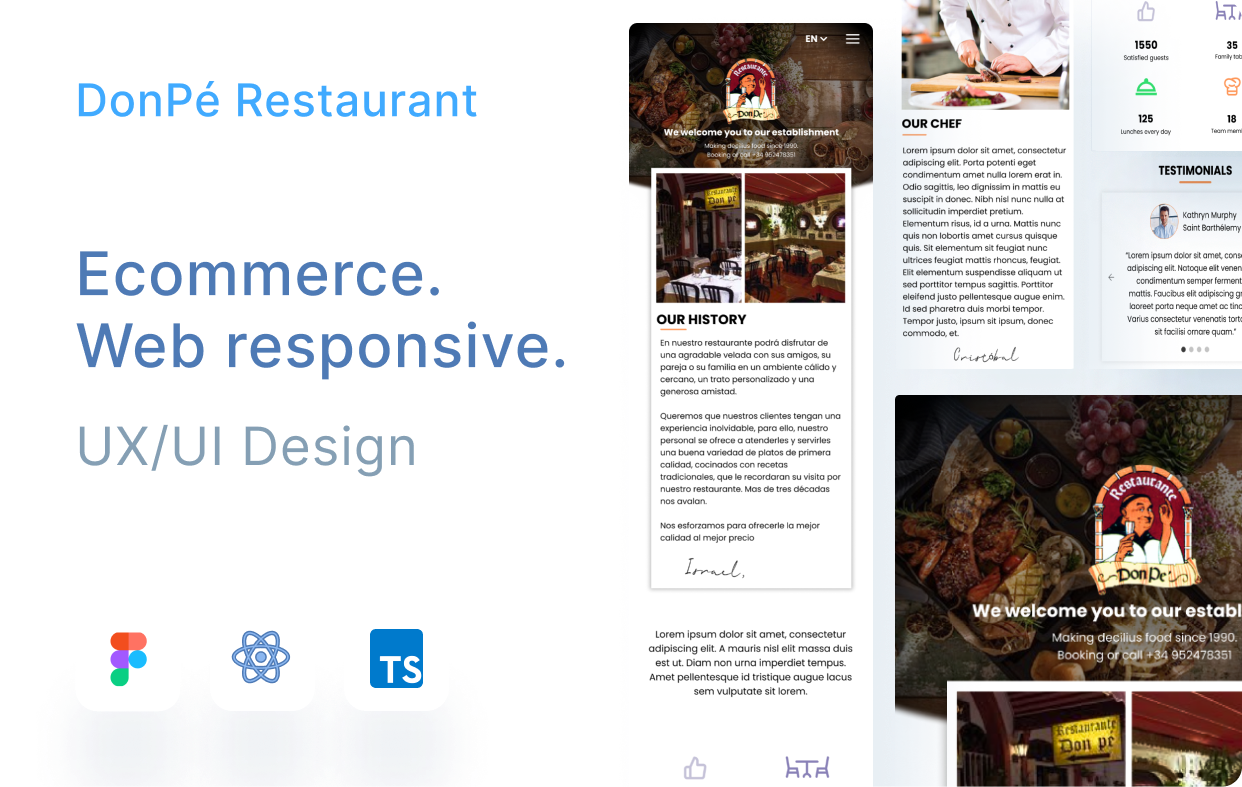 DonPé Restaurant
Ecommerce.
Web responsive.
UX/UI Design
TS
EN
Restaurante
Don Pé
We welcome you to our establishment
Making decilius food since 1990.
Booking or call +34 952478351
Restaurante
Don pé
OUR HISTORY
En nuestro restaurante podrá disfrutar de
una agradable velada con sus amigos, su
pareja o su familia en un ambiente cálido y
cercano, un trato personalizado y una
generosa amistad.
Queremos que nuestros clientes tengan una
experiencia inolvidable, para ello, nuestro
personal se ofrece a atenderles y servirles
una buena variedad de platos de primera
calidad, cocinados con recetas
tradicionales, que le recordaran su visita por
nuestro restaurante. Mas de tres décadas
nos avalan.
Nos esforzamos para ofrecerle la mejor
calidad al mejor precio
Israel,
Lorem ipsum dolor sit amet, consectetur
adipiscing elit. A mauris nisl elit massa duis
est ut. Diam non urna imperdiet tempus.
Amet pellentesque id tristique augue lacus
sem vulputate sit lorem.
OUR CHEF
Lorem ipsum dolor sit amet, consectetur
adipiscing elit. Porta potenti eget
condimentum amet nulla lorem erat in.
Odio sagittis, leo dignissim in mattis eu
suscipit in donec. Nibh nisl nunc nulla at
sollicitudin imperdiet pretium.
Elementum risus, id a urna. Mattis nunc
quis non lobortis amet cursus quisque
quis. Sit elementum sit feugiat nunc
ultrices feugiat mattis rhoncus, feugiat.
Elit elementum suspendisse aliquam ut
sed porttitor tempus sagittis. Porttitor
eleifend justo pellentesque augue enim.
Id sed pharetra duis morbi tempor.
Tempor justo, ipsum sit ipsum, donec
commodo, et.
Cristóbal
1550
Satisfied guests
35
Family tab
125
Lunches every day
18
Team memb
TESTIMONIALS
Kathryn Murphy
Saint Barthélemy
“Lorem ipsum dolor sit amet, conse
adipiscing elit. Natoque elit venen
condimentum semper ferment
mattis. Faucibus elit adipiscing gr
laoreet porta neque amet ac tinc
Varius consectetur venenatis torto
sit facilisi ornare quam.”
Restaurante
Don Pé
We welcome you to our establ
Making decilius food since 1990.
Booking or call +34 952478351
Restaurante
Don pé